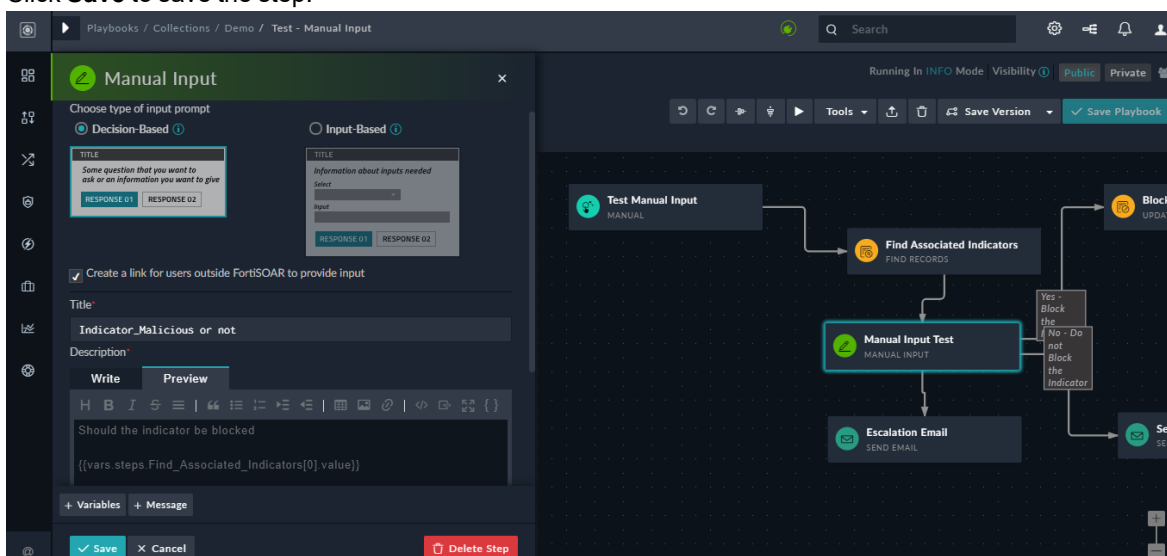 Click Save to save the step.
Playbooks / Collections / Demo / Test - Manual Input
Search
Manual Input
Running In INFO Mode Visibility Public Private
Choose type of input prompt
Decision-Based
Input-Based
TITLE
Some question that you want to
ask or an information you want to give
RESPONSE 01 RESPONSE 02
TITLE
Information about inputs needed
Select
Input
RESPONSE 01 RESPONSE 02
Create a link for users outside FortiSOAR to provide input
Title*
Indicator_Malicious or not
Description*
Write Preview
Should the indicator be blocked
{{vars.steps.Find_Associated_Indicators[0].value}}
+ Variables + Message
Save × Cancel Delete Step
Tools Save Version Save Playbook
Test Manual Input
MANUAL
Find Associated Indicators
FIND RECORDS
Manual Input Test
MANUAL INPUT
Escalation Email
SEND EMAIL
Yes -
Block
the
No - Do
not
Block
the
Indicator